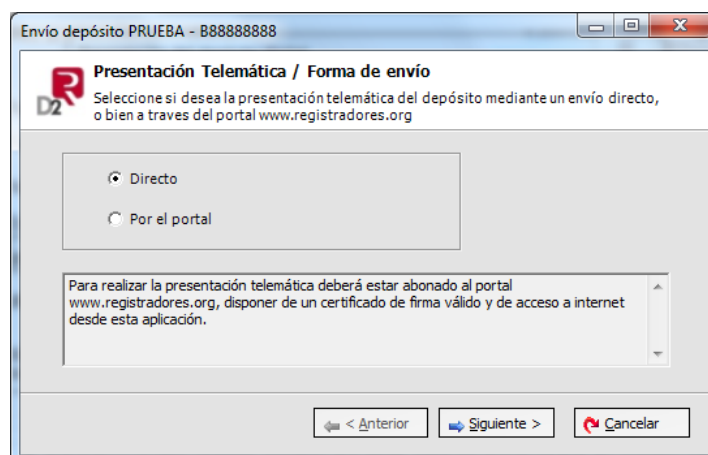 Envío depósito PRUEBA - B88888888
D2
Presentación Telemática / Forma de envío
Seleccione si desea la presentación telemática del depósito mediante un envío directo,
o bien a traves del portal www.registradores.org
Directo
Por el portal
Para realizar la presentación telemática deberá estar abonado al portal
www.registradores.org, disponer de un certificado de firma válido y de acceso a internet
desde esta aplicación.
< Anterior
Siguiente >
Cancelar